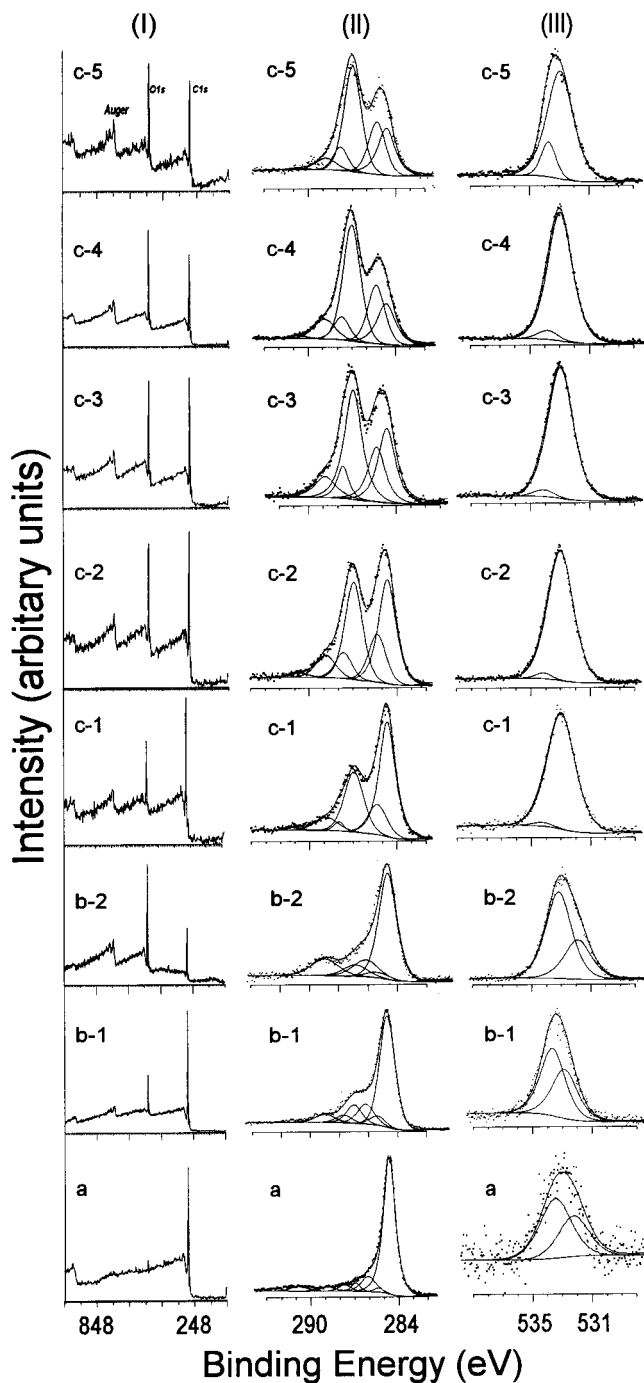 (I) (II) (III)
c-5 c-5 c-5
Auger O1s C1s
c-4 c-4 c-4
c-3 c-3 c-3
c-2 c-2 c-2
c-1 c-1 c-1
b-2 b-2 b-2
b-1 b-1 b-1
a a a
848 248 290 284 535 531
Binding Energy (eV)
Intensity (arbitary units)